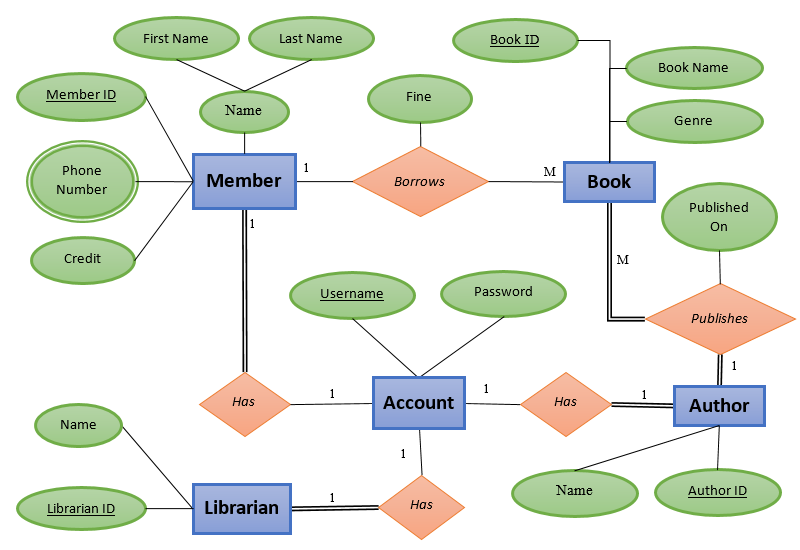 First Name
Last Name
Book ID
Book Name
Member ID
Name
Fine
Genre
Phone
Number
Member
1
Borrows
M
Book
Published
On
1
M
Credit
Username
Password
Publishes
1
Has
1
Account
1
Has
1
Author
Name
1
Librarian ID
Librarian
1
Has
Name
Author ID